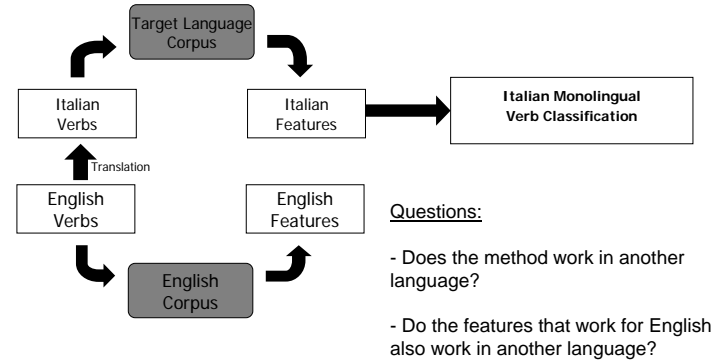 Target Language
Corpus
Italian
Verbs
Italian
Features
Italian Monolingual
Verb Classification
Translation
English
Verbs
English
Features
English
Corpus
Questions:
- Does the method work in another
language?
- Do the features that work for English
also work in another language?